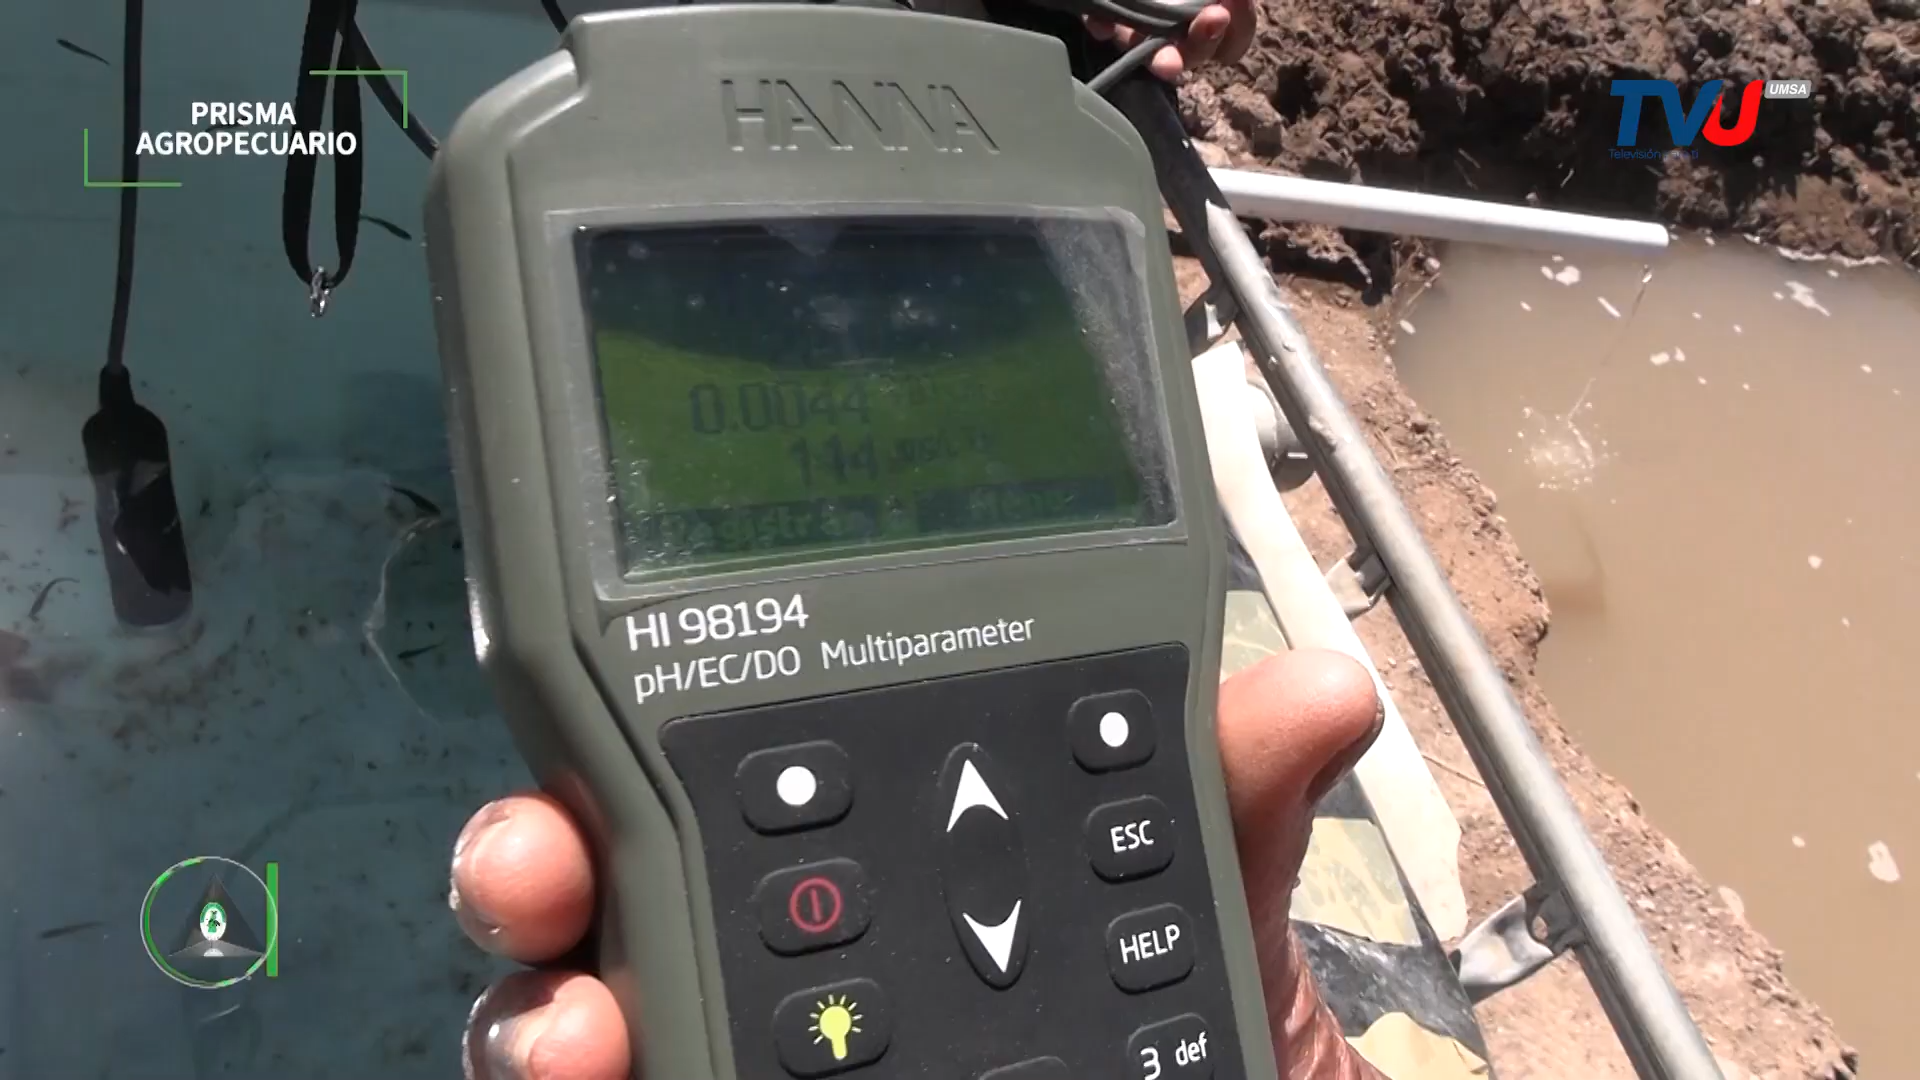 PRISMA
AGROPECUARIO
TVU UMSA
HANNA
0.0044
114
HI 98194
pH/EC/DO Multiparameter
ESC
HELP
3 def